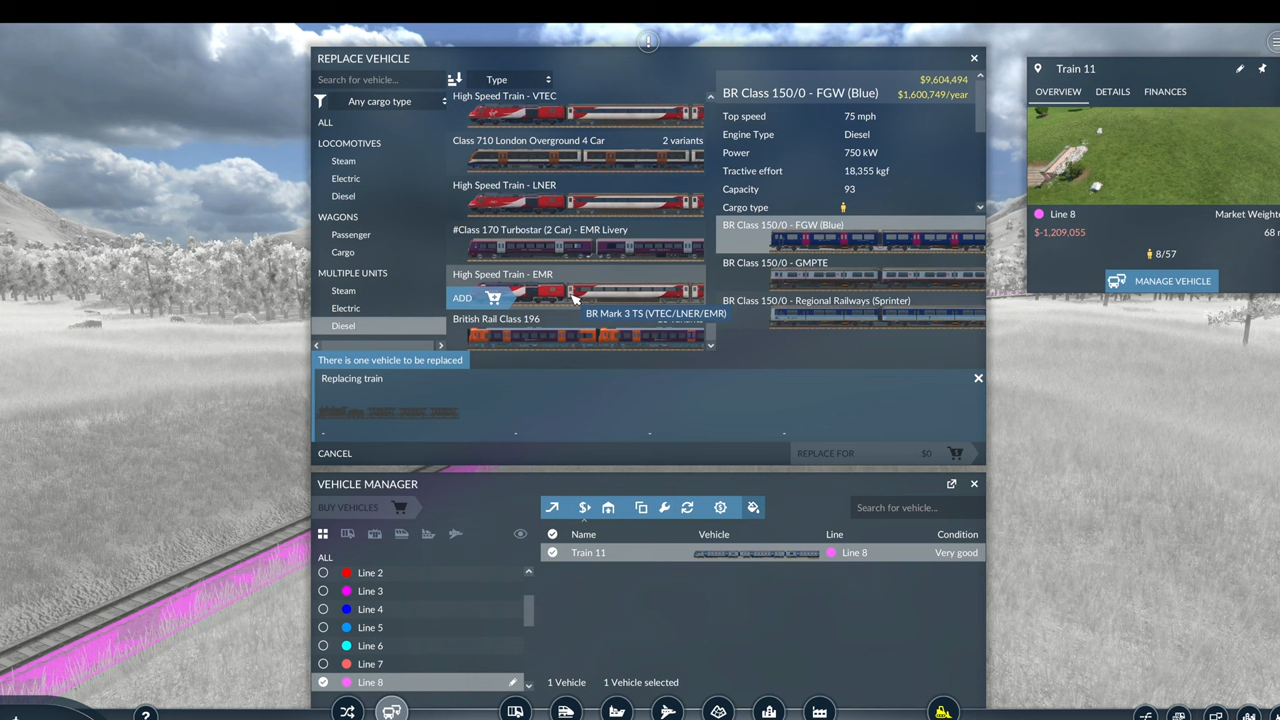 REPLACE VEHICLE
Search for vehicle...
Type
Any cargo type
ALL
LOCOMOTIVES
Steam
Electric
Diesel
WAGONS
Passenger
Cargo
MULTIPLE UNITS
Steam
Electric
Diesel
High Speed Train - VTEC
Class 710 London Overground 4 Car 2 variants
High Speed Train - LNER
#Class 170 Turbostar (2 Car) - EMR Livery
High Speed Train - EMR
ADD
BR Mark 3 TS (VTEC/LNER/EMR)
British Rail Class 196
$9,604,494
BR Class 150/0 - FGW (Blue) $1,600,749/year
Top speed 75 mph
Engine Type Diesel
Power 750 kW
Tractive effort 18,355 kgf
Capacity 93
Cargo type
BR Class 150/0 - FGW (Blue)
BR Class 150/0 - GMPTE
BR Class 150/0 - Regional Railways (Sprinter)
There is one vehicle to be replaced
Replacing train
- - - -
CANCEL
REPLACE FOR $0
VEHICLE MANAGER
BUY VEHICLES
Search for vehicle...
ALL
Line 2
Line 3
Line 4
Line 5
Line 6
Line 7
Line 8
Name Vehicle Line Condition
Train 11 Line 8 Very good
1 Vehicle 1 Vehicle selected
Train 11
OVERVIEW DETAILS FINANCES
Line 8 Market Weight
$-1,209,055 68 m
8/57
MANAGE VEHICLE
?